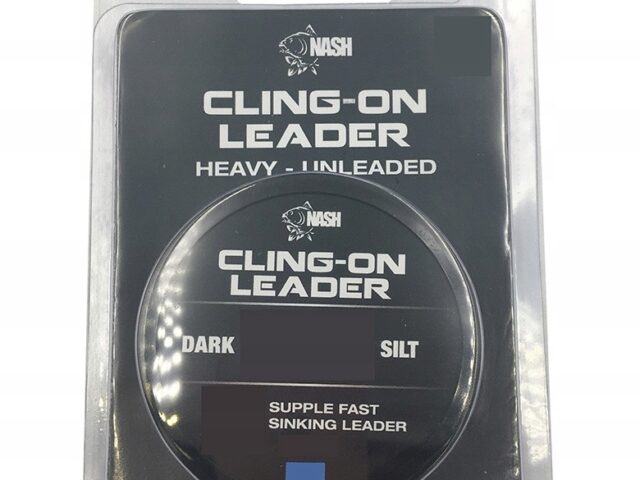 NASH
CLING-ON
LEADER
HEAVY - UNLEADED
NASH
CLING-ON
LEADER
DARK SILT
SUPPLE FAST
SINKING LEADER